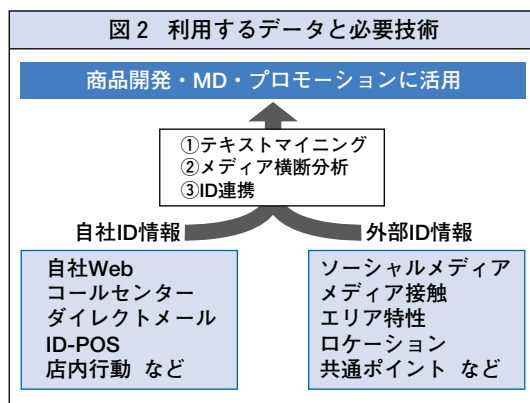 図2 利用するデータと必要技術
商品開発・MD・プロモーションに活用
①テキストマイニング
②メディア横断分析
③ID連携
自社ID情報
外部ID情報
自社Web
コールセンター
ダイレクトメール
ID-POS
店内行動 など
ソーシャルメディア
メディア接触
エリア特性
ロケーション
共通ポイント など